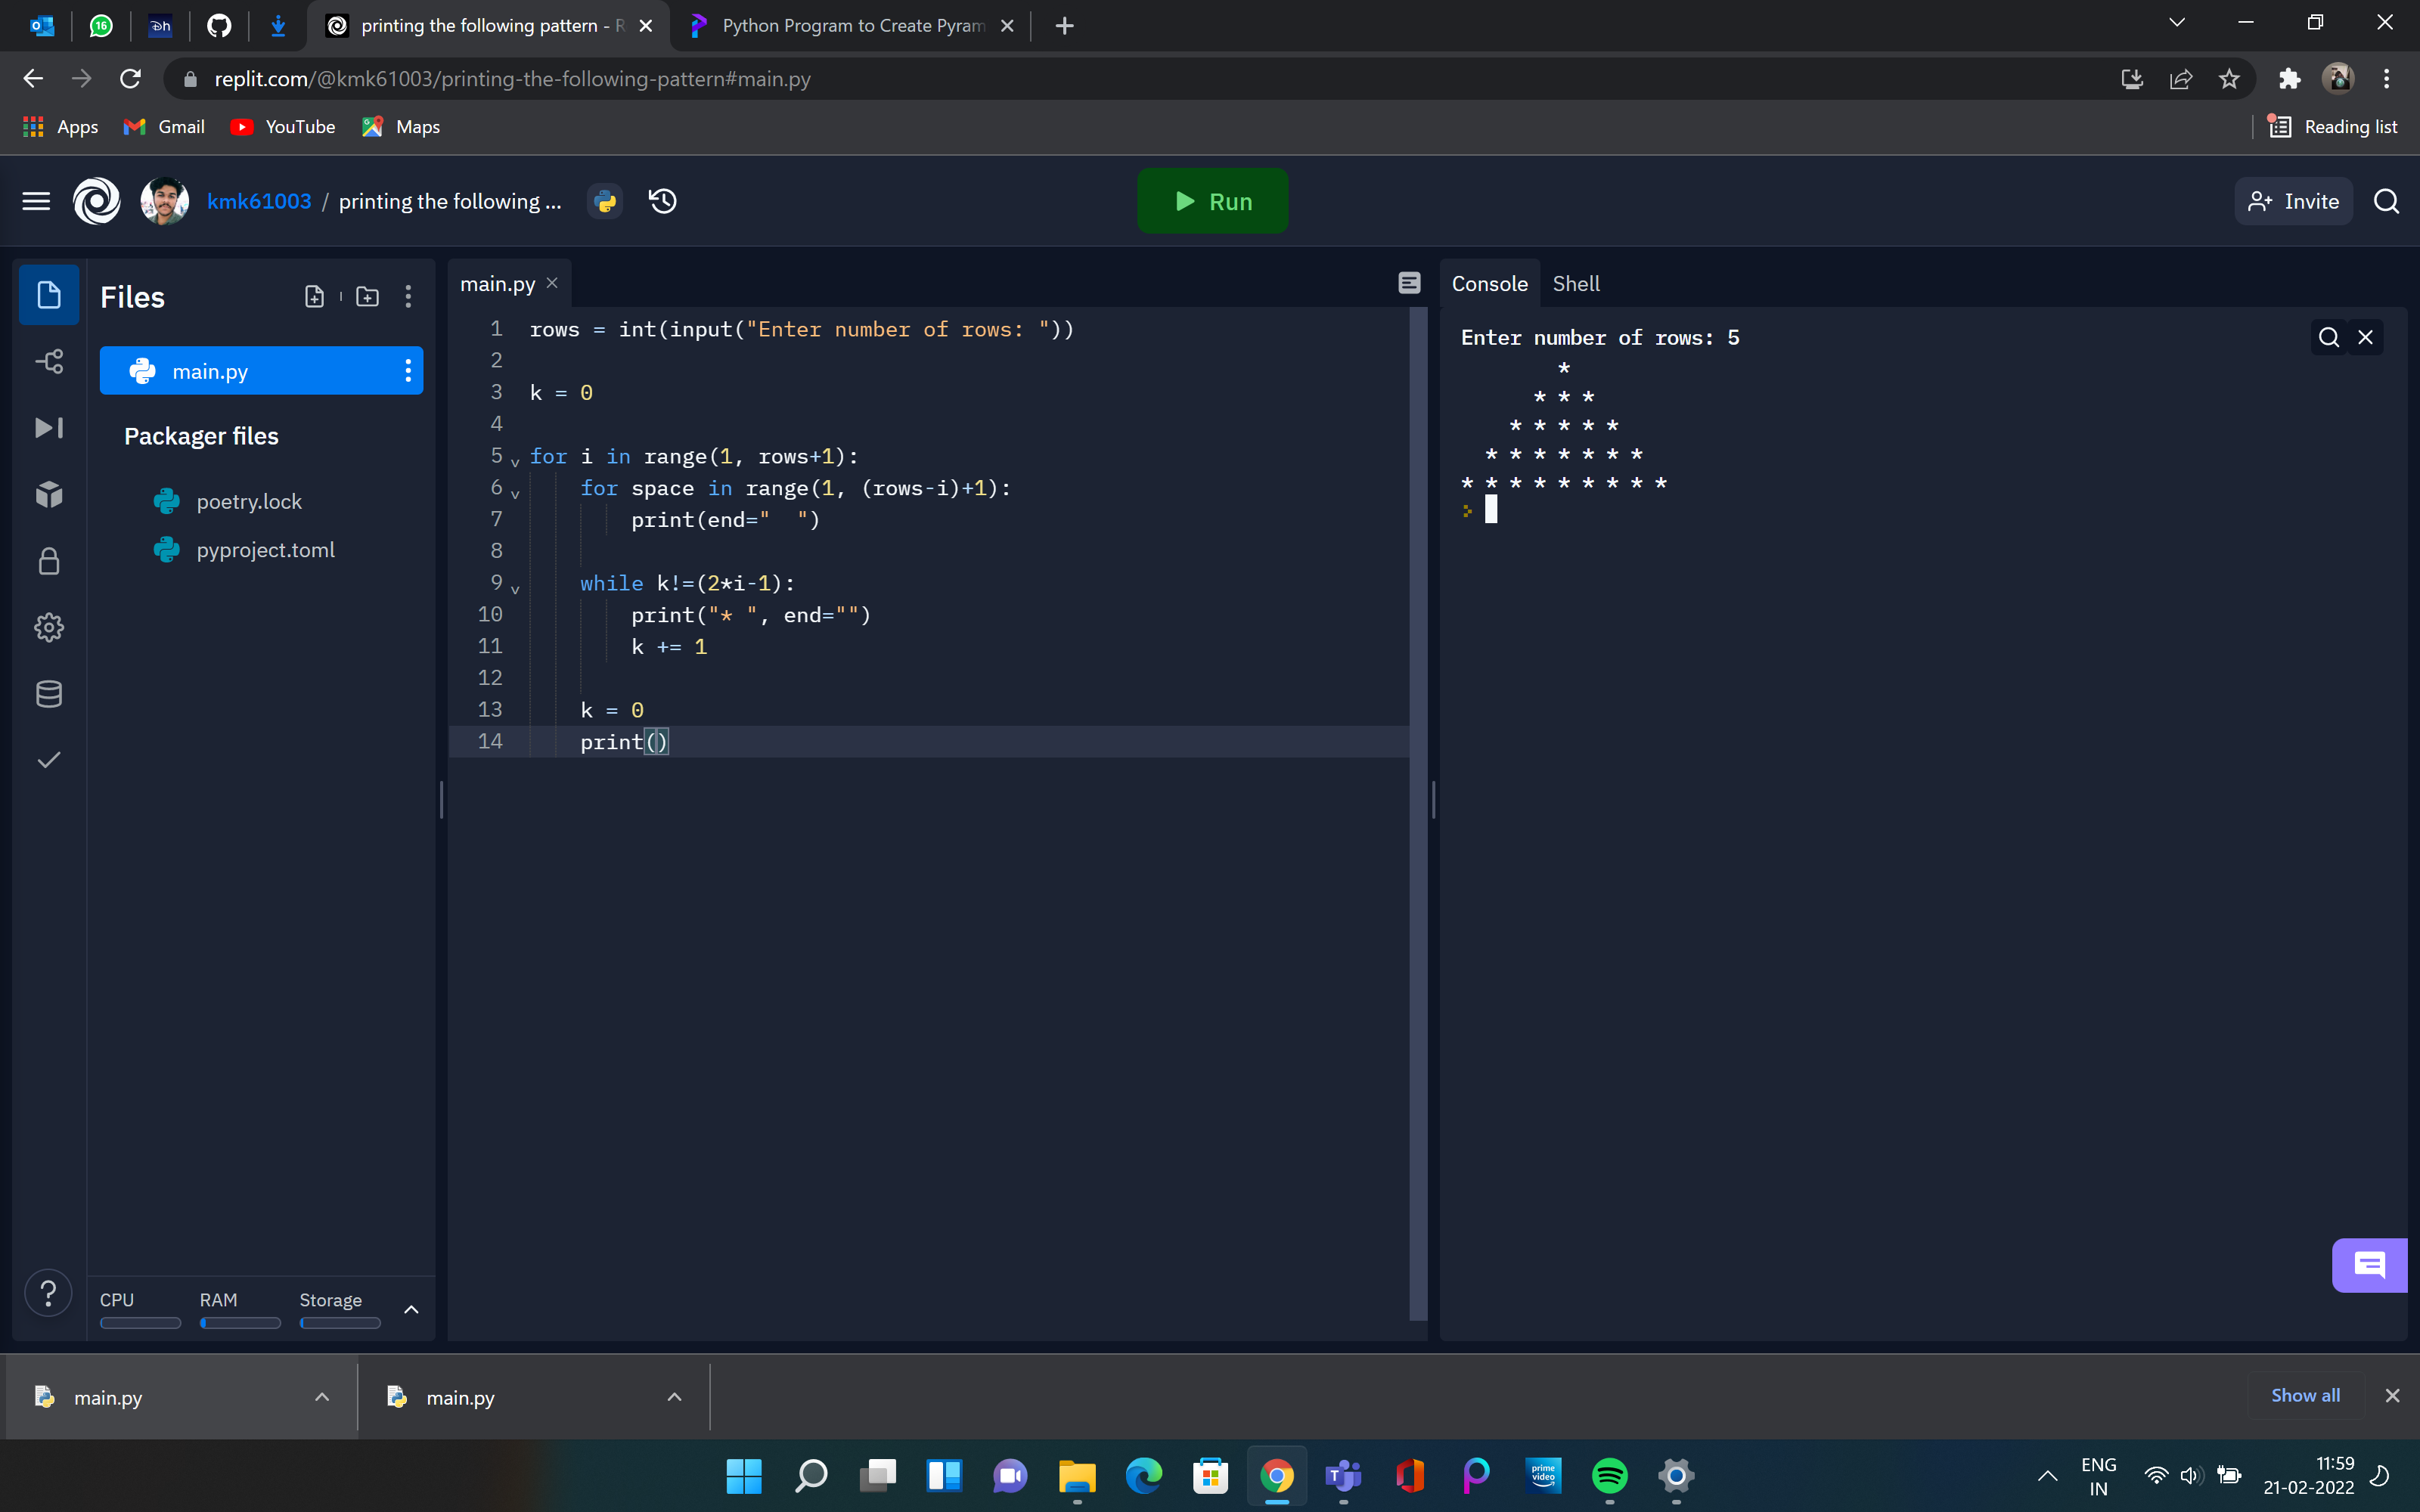 16
Dh
printing the following pattern - R
Python Program to Create Pyram
replit.com/@kmk61003/printing-the-following-pattern#main.py
Apps
Gmail
YouTube
Maps
Reading list
kmk61003 / printing the following ...
Run
Invite
Files
main.py
Packager files
poetry.lock
pyproject.toml
CPU
RAM
Storage
main.py
1 rows = int(input("Enter number of rows: "))
2
3 k = 0
4
5 for i in range(1, rows+1):
6 for space in range(1, (rows-i)+1):
7 print(end="  ")
8
9 while k!=(2*i-1):
10 print("* ", end="")
11 k += 1
12
13 k = 0
14 print()
Console
Shell
Enter number of rows: 5
*
* * *
* * * * *
* * * * * * *
* * * * * * * * *
main.py
main.py
Show all
prime video
ENG
IN
11:59
21-02-2022